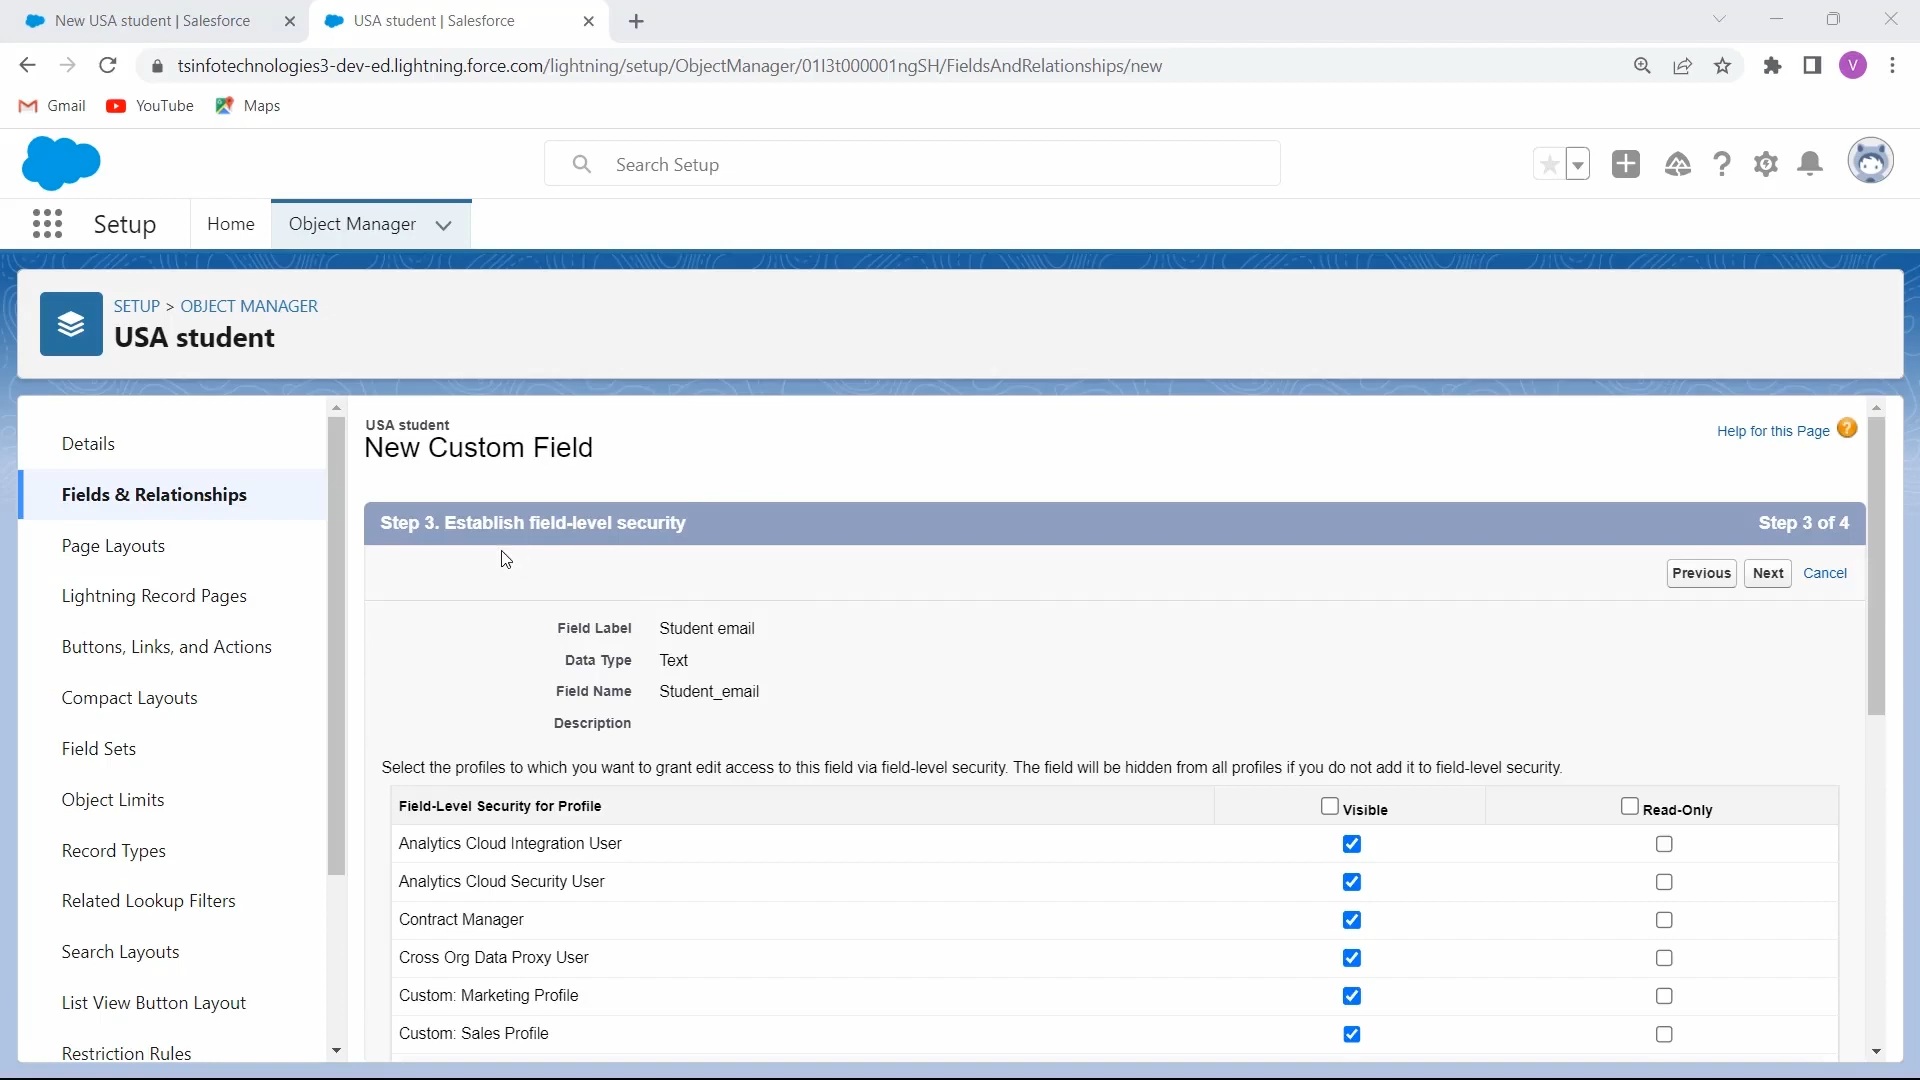 New USA student | Salesforce
USA student | Salesforce
tsinfotechnologies3-dev-ed.lightning.force.com/lightning/setup/ObjectManager/01I3t000001ngSH/FieldsAndRelationships/new
V
Gmail
YouTube
Maps
Search Setup
Setup
Home
Object Manager
SETUP > OBJECT MANAGER
USA student
Details
Fields & Relationships
Page Layouts
Lightning Record Pages
Buttons, Links, and Actions
Compact Layouts
Field Sets
Object Limits
Record Types
Related Lookup Filters
Search Layouts
List View Button Layout
Restriction Rules
USA student
New Custom Field
Help for this Page ?
Step 3. Establish field-level security
Step 3 of 4
Previous
Next
Cancel
Field Label Student email
Data Type Text
Field Name Student_email
Description
Select the profiles to which you want to grant edit access to this field via field-level security. The field will be hidden from all profiles if you do not add it to field-level security.
Field-Level Security for Profile Visible Read-Only
Analytics Cloud Integration User
Analytics Cloud Security User
Contract Manager
Cross Org Data Proxy User
Custom: Marketing Profile
Custom: Sales Profile